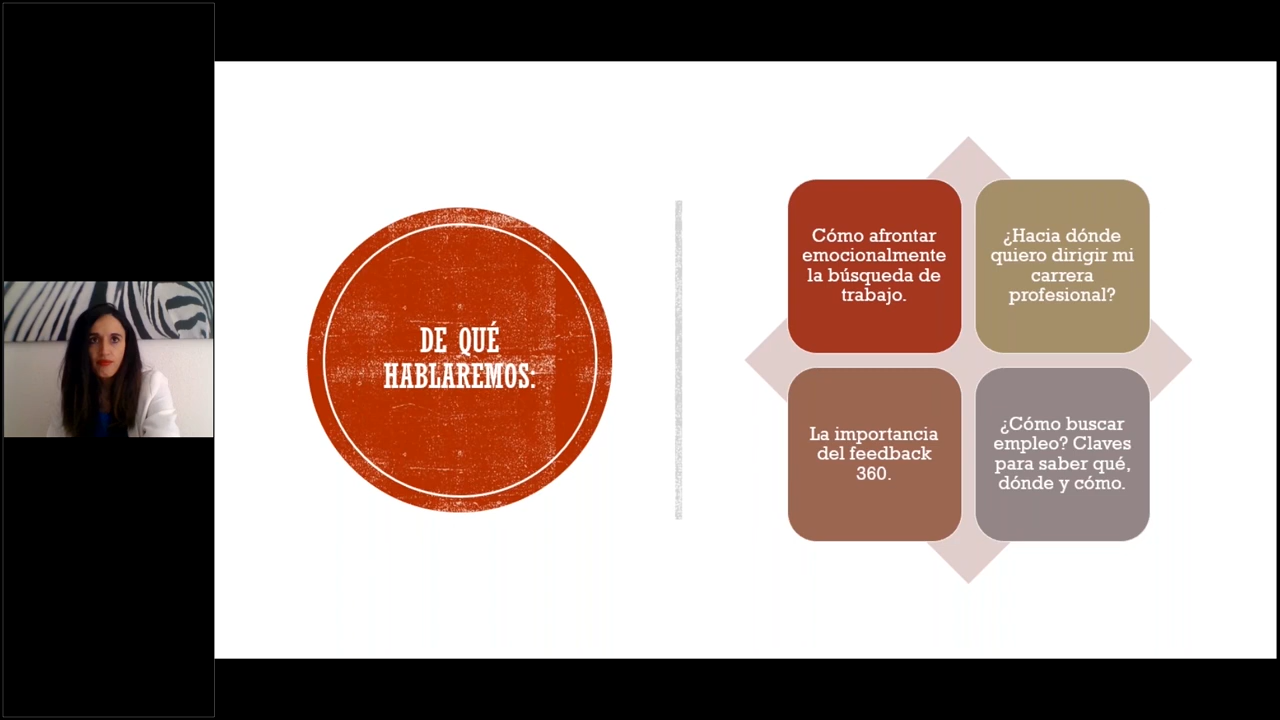 DE QUÉ
HABLAREMOS:
Cómo afrontar
emocionalmente
la búsqueda de
trabajo.
¿Hacia dónde
quiero dirigir mi
carrera
profesional?
La importancia
del feedback
360.
¿Cómo buscar
empleo? Claves
para saber qué,
dónde y cómo.